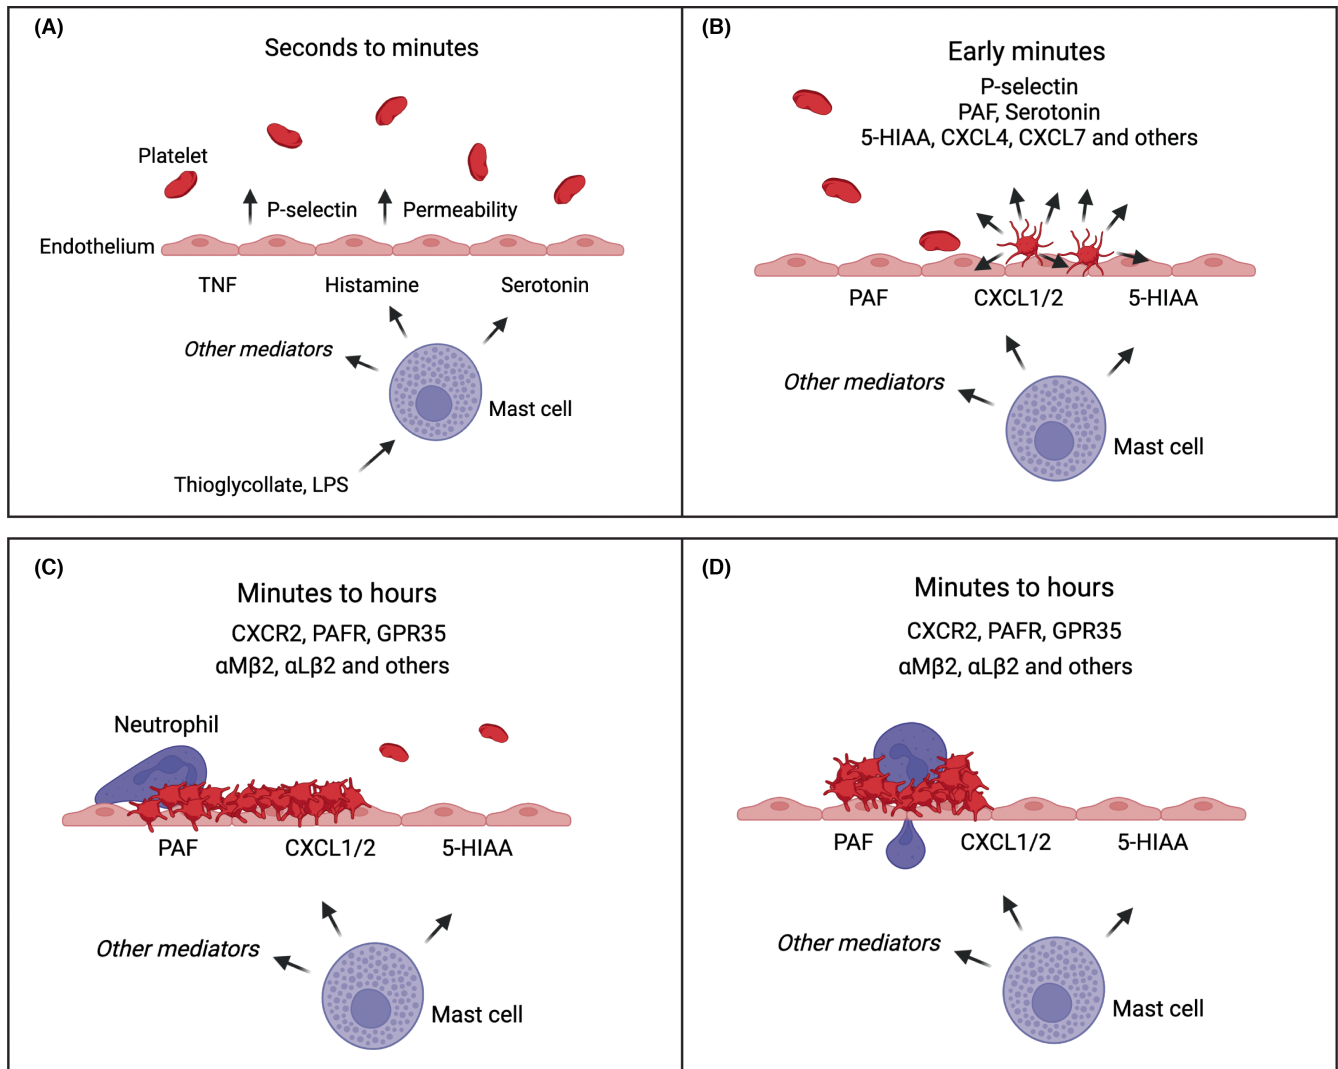 (A)
Seconds to minutes
Platelet
P-selectin
Permeability
Endothelium
TNF
Histamine
Serotonin
Other mediators
Mast cell
Thioglycollate, LPS
(B)
Early minutes
P-selectin
PAF, Serotonin
5-HIAA, CXCL4, CXCL7 and others
PAF
CXCL1/2
5-HIAA
Other mediators
Mast cell
(C)
Minutes to hours
CXCR2, PAFR, GPR35
αMβ2, αLβ2 and others
Neutrophil
PAF
CXCL1/2
5-HIAA
Other mediators
Mast cell
(D)
Minutes to hours
CXCR2, PAFR, GPR35
αMβ2, αLβ2 and others
PAF
CXCL1/2
5-HIAA
Other mediators
Mast cell